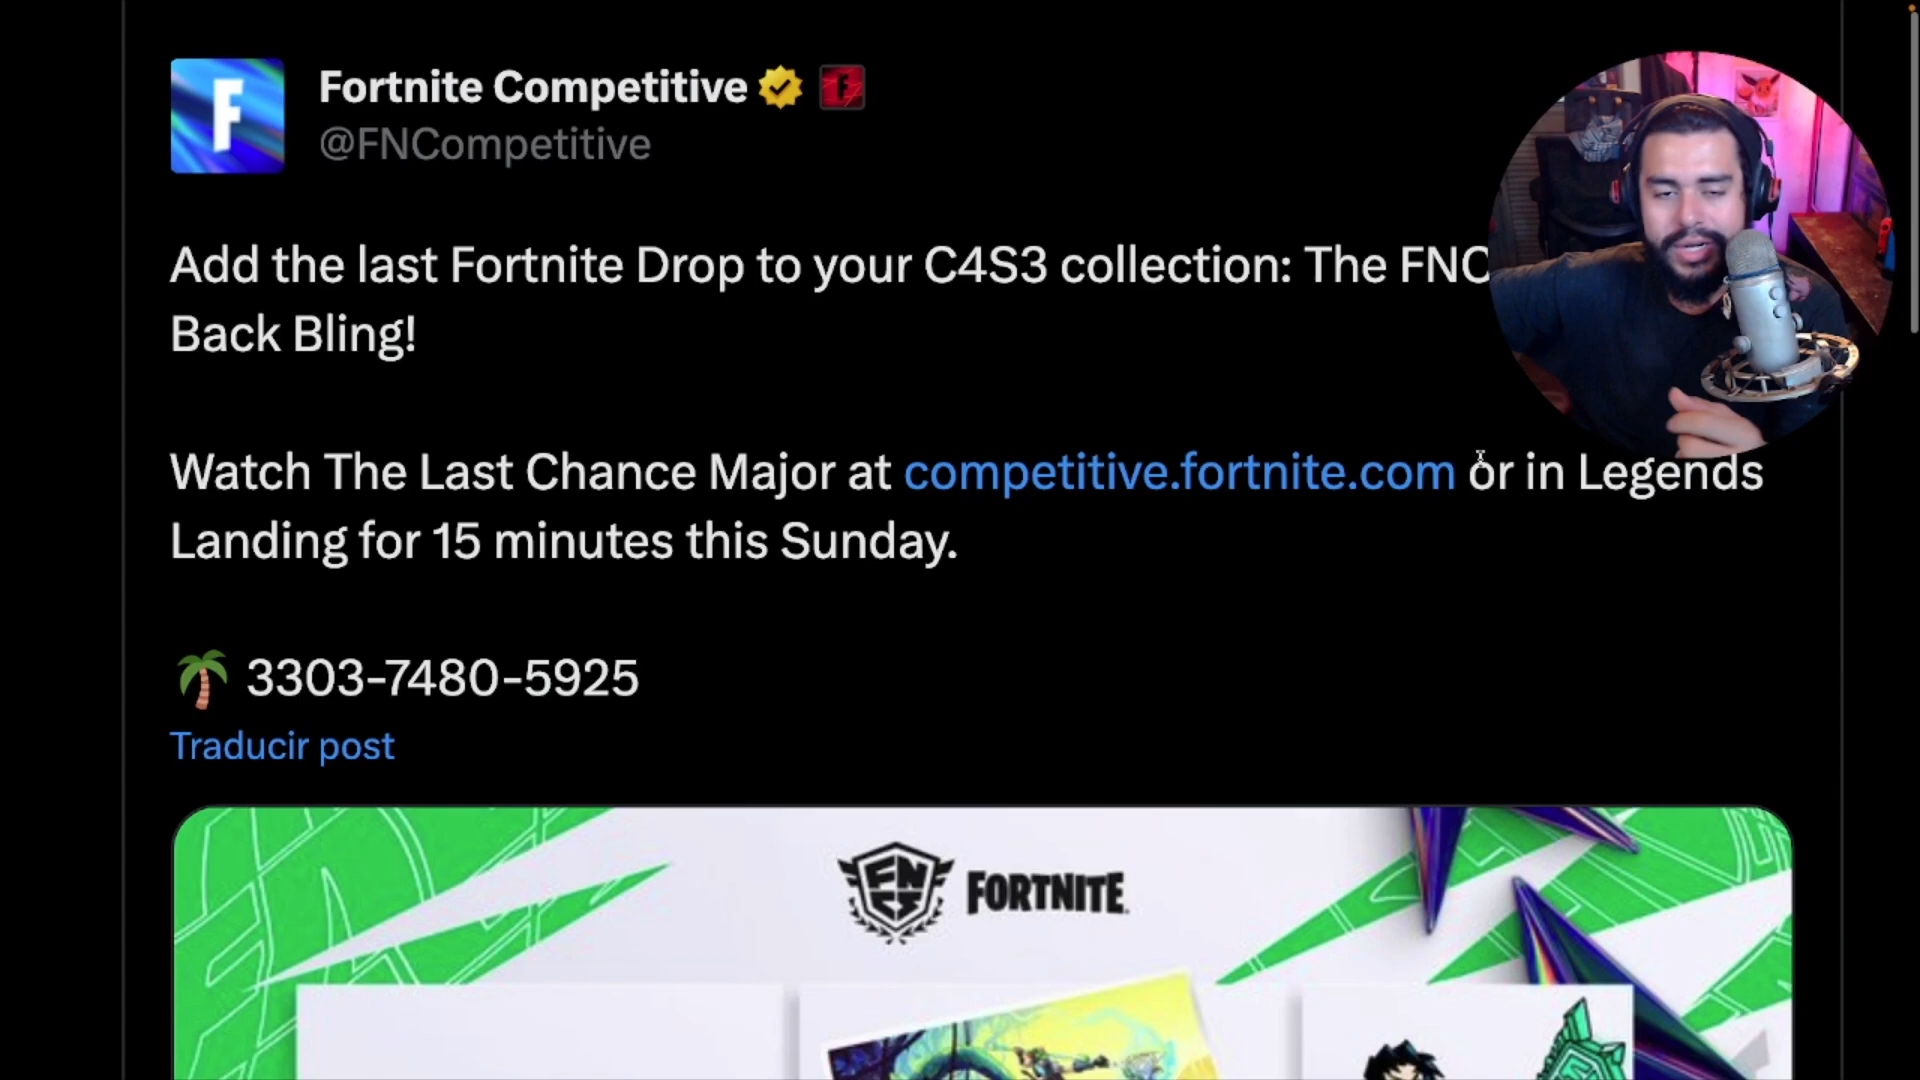 Fortnite Competitive
@FNCompetitive
Add the last Fortnite Drop to your C4S3 collection: The
Back Bling!
Watch The Last Chance Major at competitive.fortnite.com or in Legends
Landing for 15 minutes this Sunday.
🌴 3303-7480-5925
Traducir post
FNCS FORTNITE